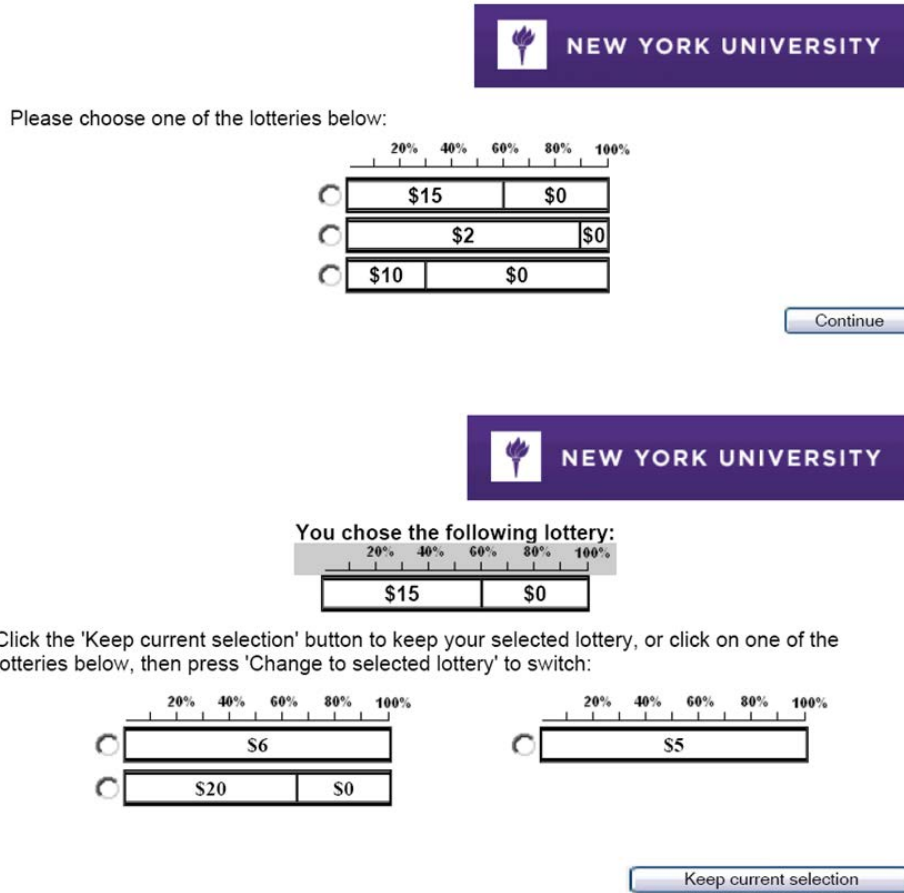 NEW YORK UNIVERSITY
Please choose one of the lotteries below:
20% 40% 60% 80% 100%
$15 $0
$2 $0
$10 $0
Continue
NEW YORK UNIVERSITY
You chose the following lottery:
20% 40% 60% 80% 100%
$15 $0
Click the 'Keep current selection' button to keep your selected lottery, or click on one of the
lotteries below, then press 'Change to selected lottery' to switch:
20% 40% 60% 80% 100%
$6
$20 $0
20% 40% 60% 80% 100%
$5
Keep current selection